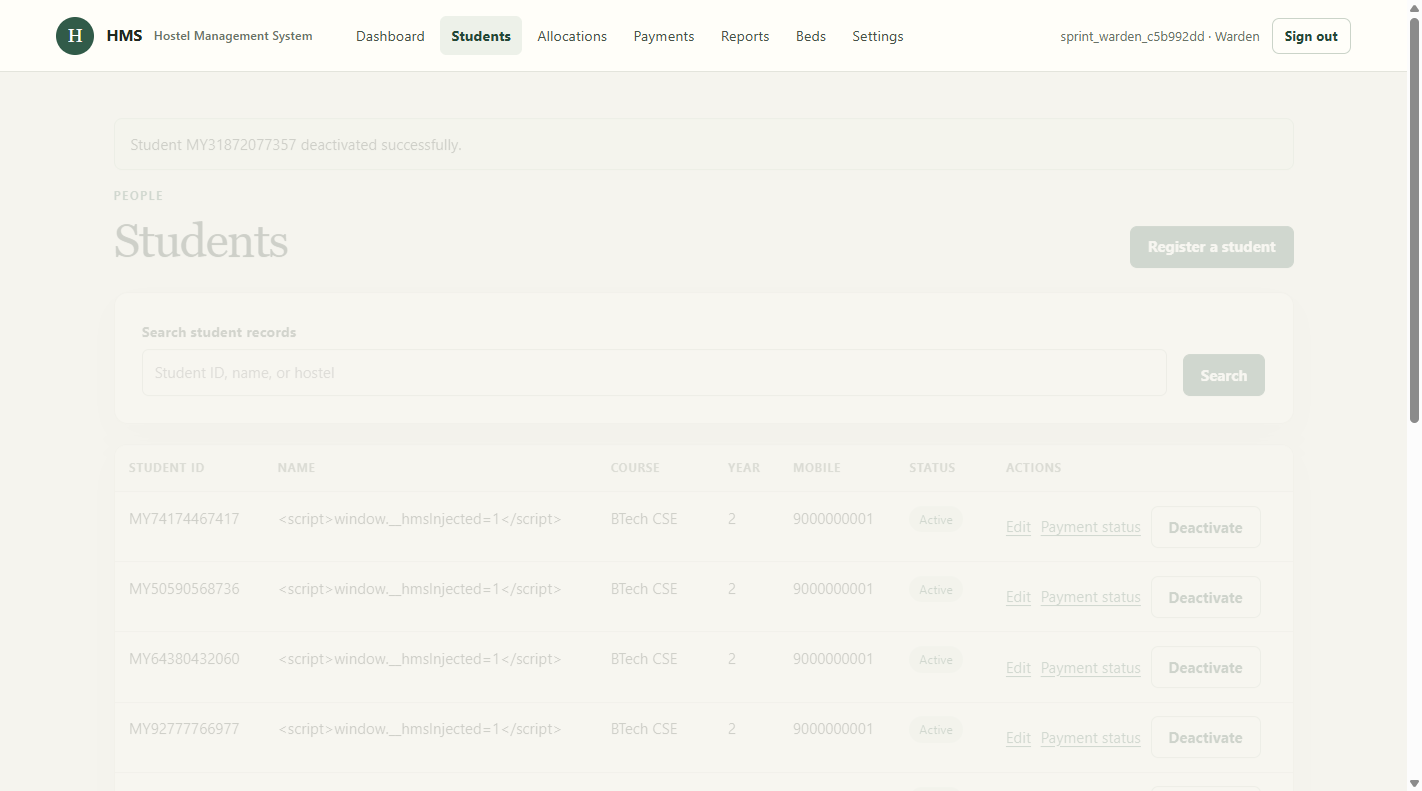 H HMS Hostel Management System Dashboard Students Allocations Payments Reports Beds Settings sprint_warden_c5b992dd · Warden Sign out
Student MY31872077357 deactivated successfully.
PEOPLE
Students
Register a student
Search student records
Student ID, name, or hostel
Search
STUDENT ID NAME COURSE YEAR MOBILE STATUS ACTIONS
MY74174467417 <script>window.__hmsInjected=1</script> BTech CSE 2 9000000001 Active Edit Payment status Deactivate
MY50590568736 <script>window.__hmsInjected=1</script> BTech CSE 2 9000000001 Active Edit Payment status Deactivate
MY64380432060 <script>window.__hmsInjected=1</script> BTech CSE 2 9000000001 Active Edit Payment status Deactivate
MY92777766977 <script>window.__hmsInjected=1</script> BTech CSE 2 9000000001 Active Edit Payment status Deactivate